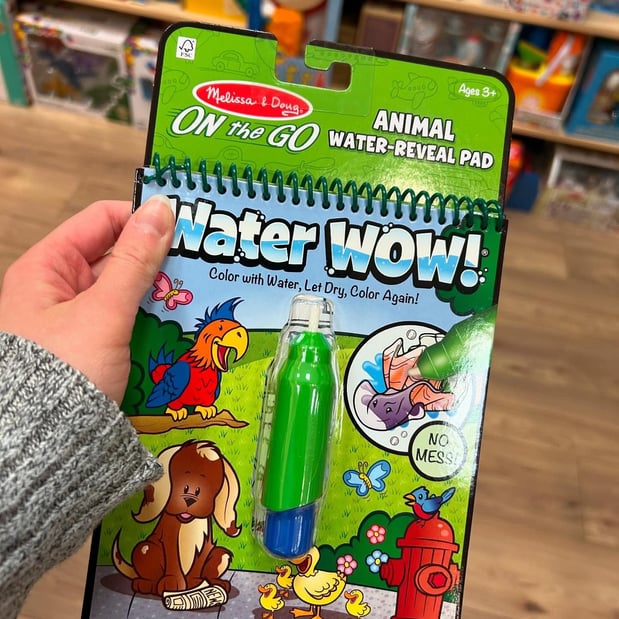 FSC
Melissa & Doug
ON the GO
Ages 3+
ANIMAL
WATER-REVEAL PAD
Water WOW!
Color with Water, Let Dry, Color Again!
NO
MESS!